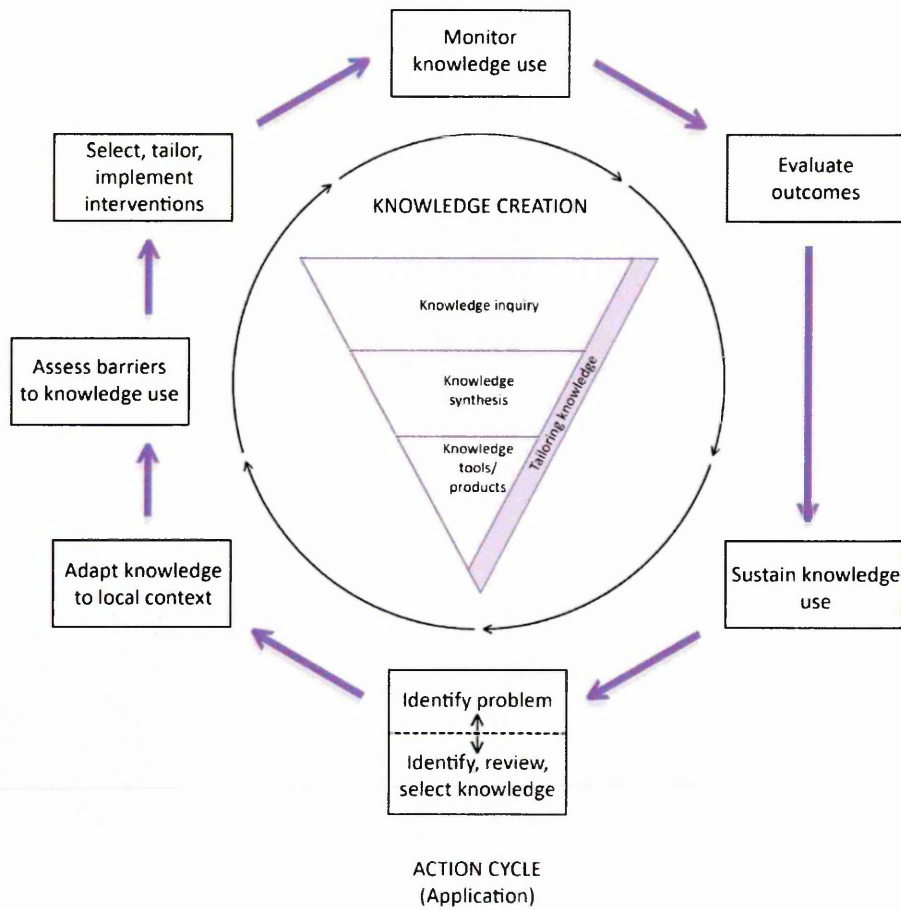 Monitor
knowledge use
Select, tailor,
implement
interventions
Evaluate
outcomes
KNOWLEDGE CREATION
Knowledge inquiry
Knowledge
synthesis
Knowledge
tools/
products
Tailoring knowledge
Assess barriers
to knowledge use
Adapt knowledge
to local context
Sustain knowledge
use
Identify problem
Identify, review,
select knowledge
ACTION CYCLE
(Application)